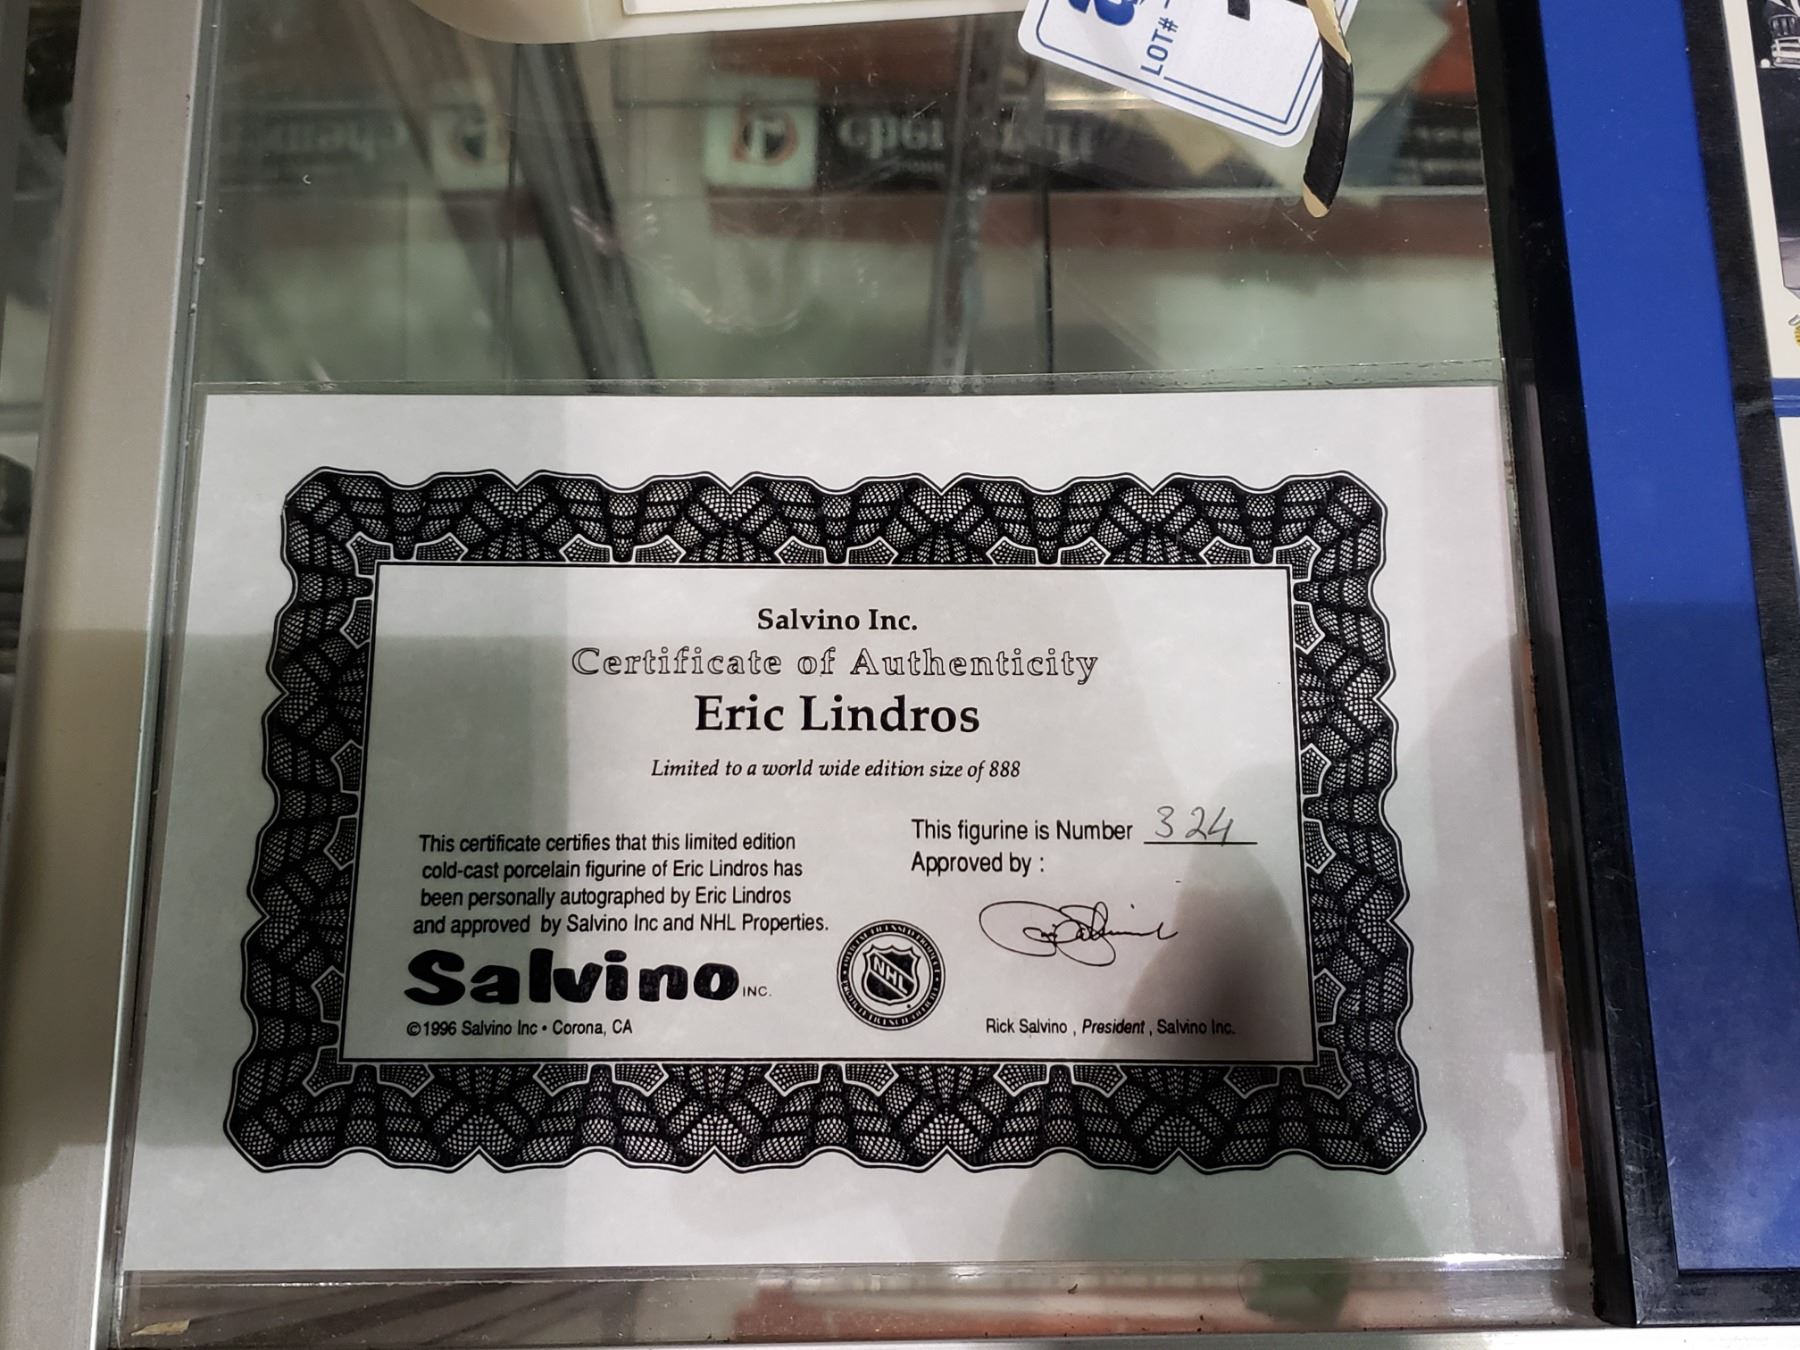 LOT#
Salvino Inc.
Certificate of Authenticity
Eric Lindros
Limited to a world wide edition size of 888
This certificate certifies that this limited edition
cold-cast porcelain figurine of Eric Lindros has
been personally autographed by Eric Lindros
and approved by Salvino Inc and NHL Properties.
This figurine is Number 324
Approved by :
Salvino INC.
©1996 Salvino Inc • Corona, CA
NHL
Rick Salvino , President , Salvino Inc.